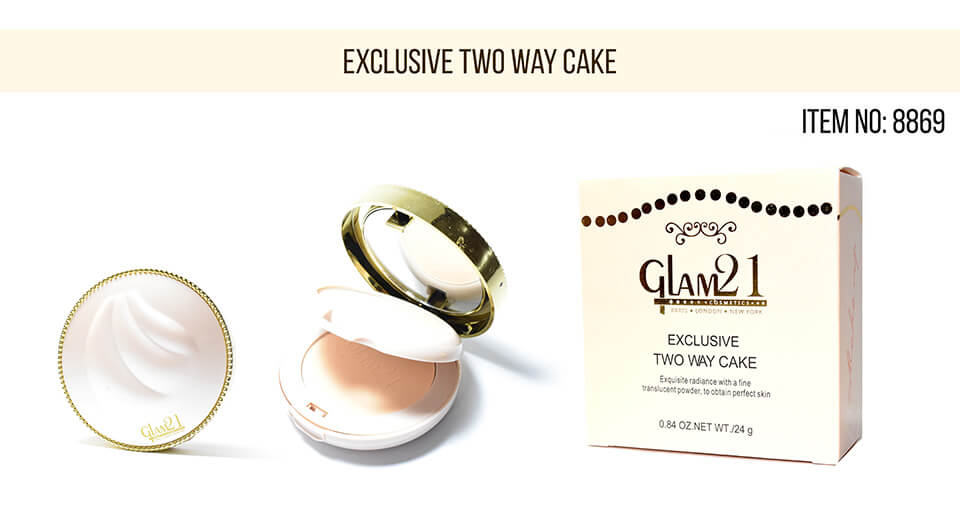 EXCLUSIVE TWO WAY CAKE
ITEM NO: 8869
Glam21
Glam21
COSMETICS
PARIS • LONDON • NEW YORK
EXCLUSIVE
TWO WAY CAKE
Exquisite radiance with a fine
translucent powder, to obtain perfect skin
0.84 OZ.NET WT./24 g